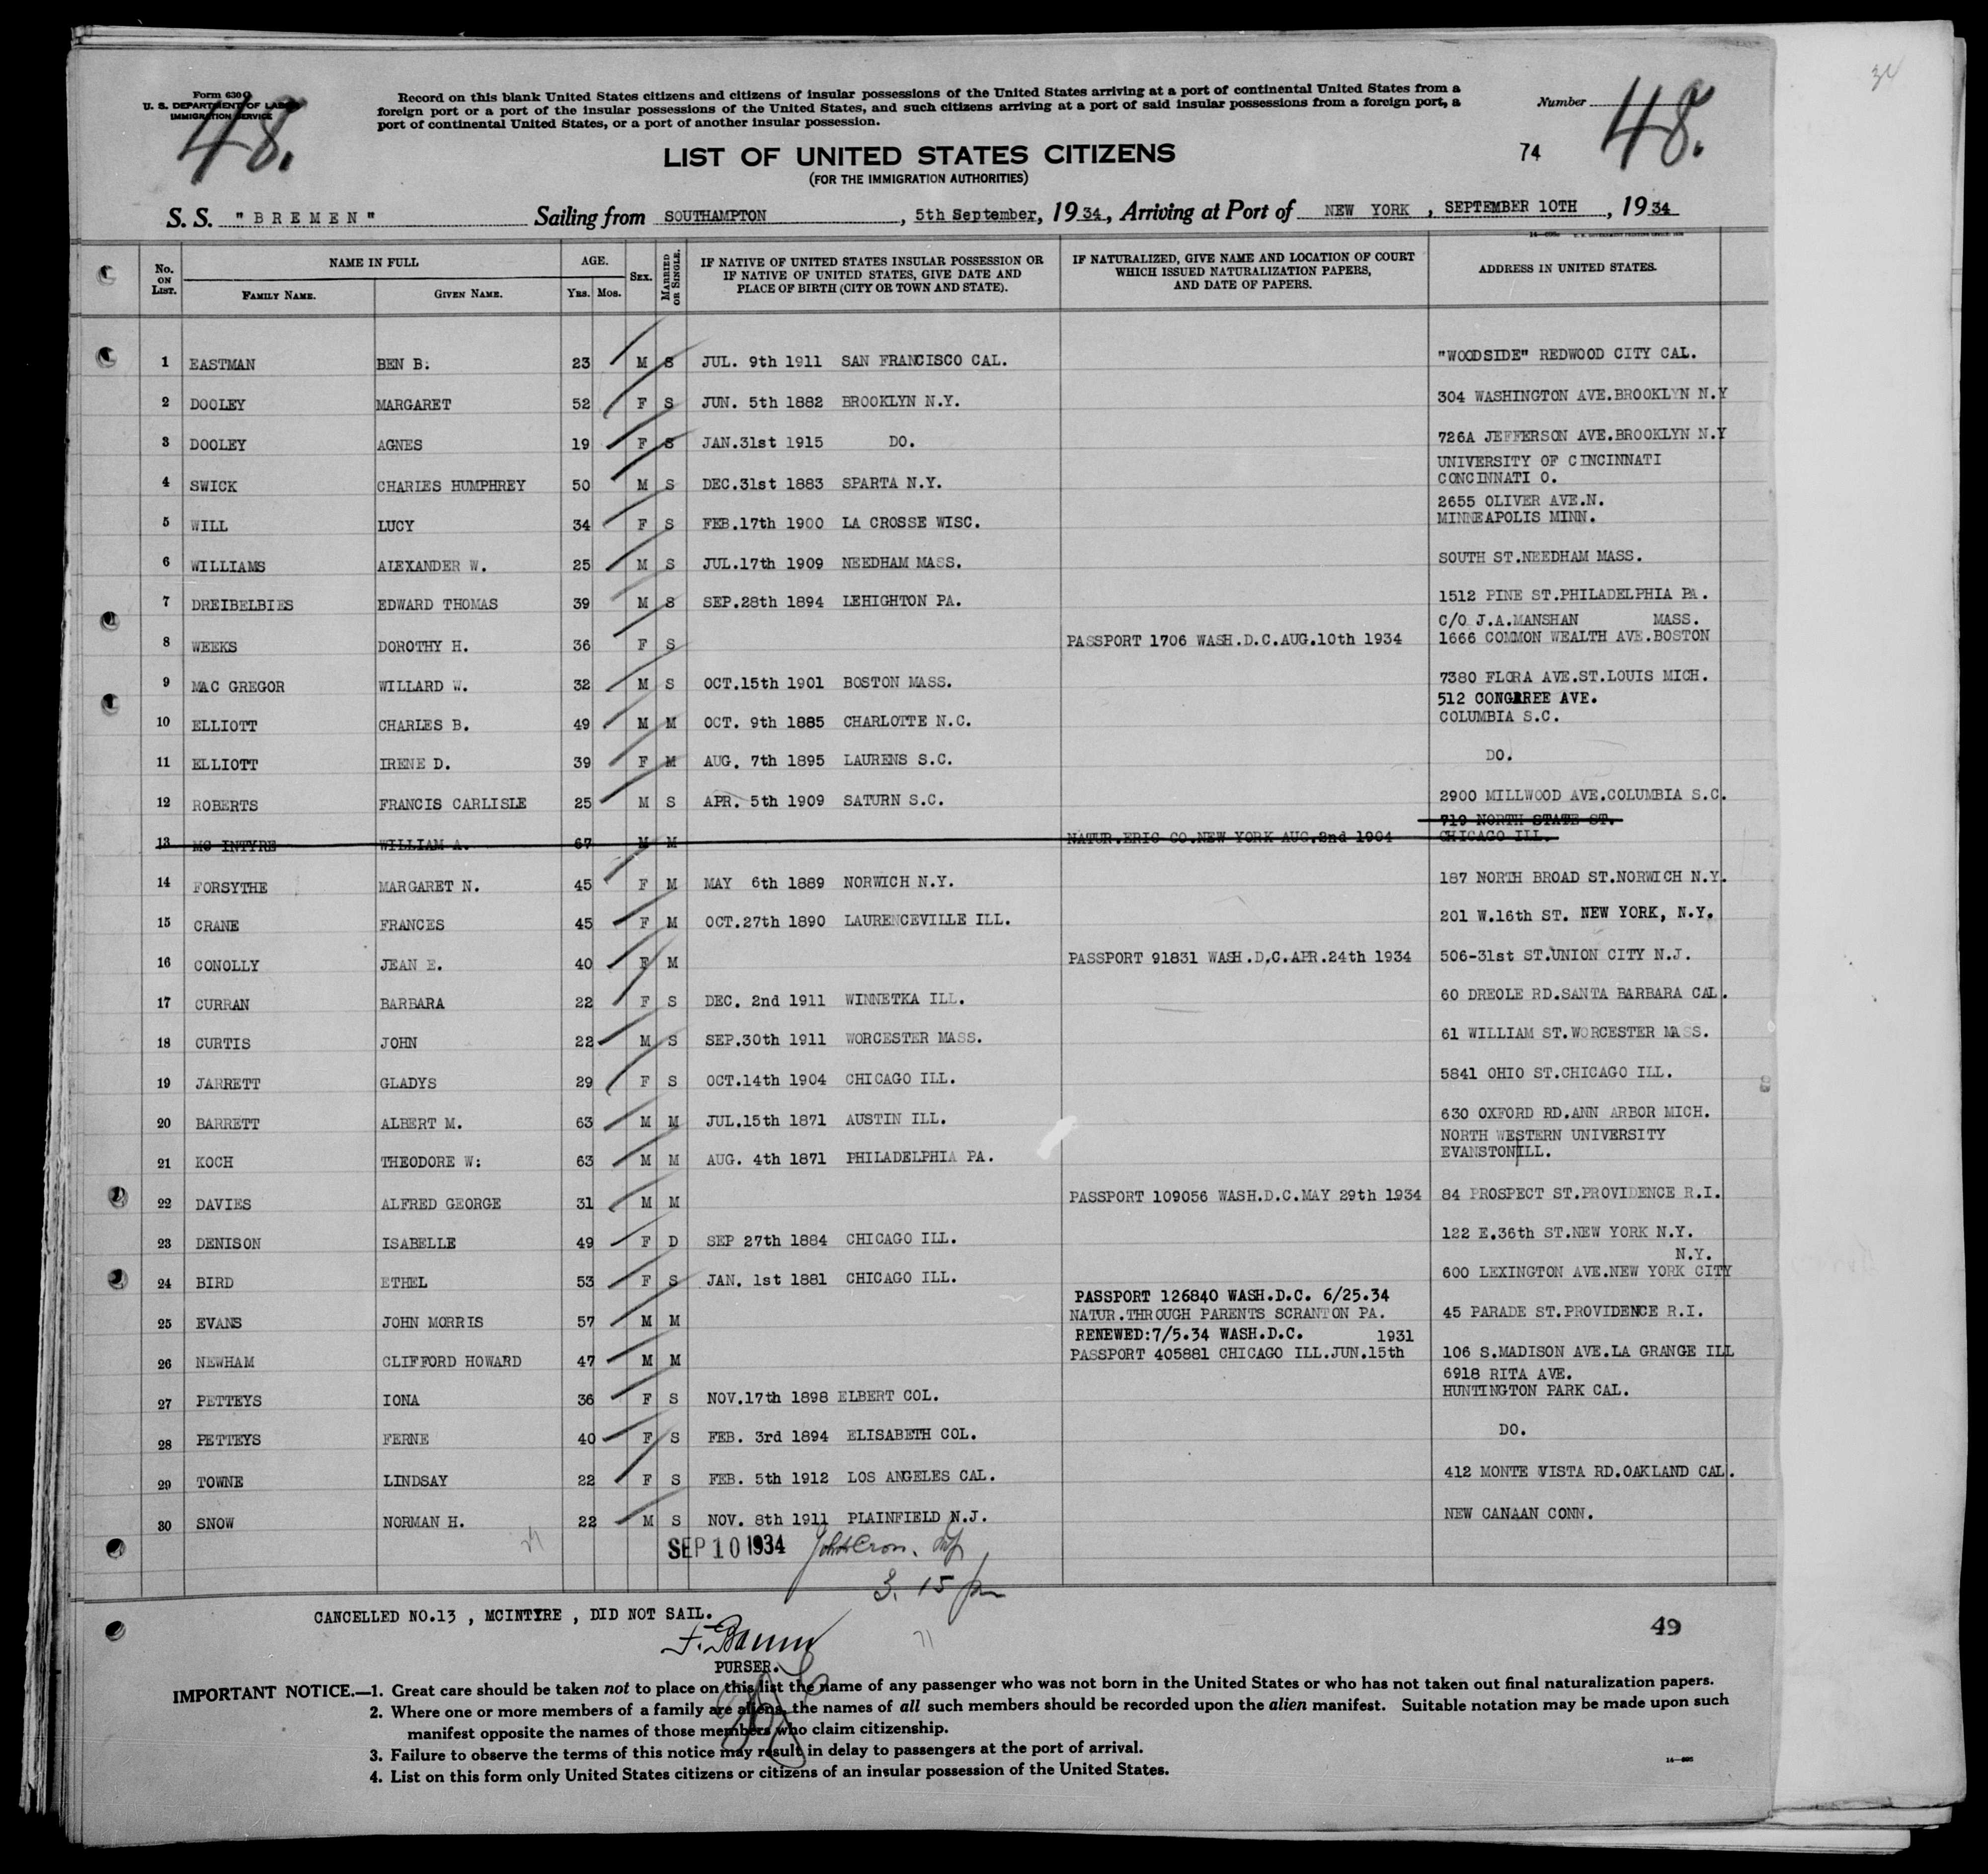 34
Form 630
U. S. DEPARTMENT OF LABOR
IMMIGRATION SERVICE
48.
Record on this blank United States citizens and citizens of insular possessions of the United States arriving at a port of continental United States from a
foreign port or a port of the insular possessions of the United States, and such citizens arriving at a port of said insular possessions from a foreign port, a
port of continental United States, or a port of another insular possession.
Number 48.
LIST OF UNITED STATES CITIZENS
74
(FOR THE IMMIGRATION AUTHORITIES)
S. S. "BREMEN" Sailing from SOUTHAMPTON, 5th September, 1934, Arriving at Port of NEW YORK, SEPTEMBER 10TH, 1934
No. ON LIST. NAME IN FULL FAMILY NAME. GIVEN NAME. AGE. Yrs. Mos. SEX. MARRIED OR SINGLE. IF NATIVE OF UNITED STATES INSULAR POSSESSION OR IF NATIVE OF UNITED STATES, GIVE DATE AND PLACE OF BIRTH (CITY OR TOWN AND STATE). IF NATURALIZED, GIVE NAME AND LOCATION OF COURT WHICH ISSUED NATURALIZATION PAPERS, AND DATE OF PAPERS. ADDRESS IN UNITED STATES.
1 EASTMAN BEN B. 23 M S JUL. 9th 1911 SAN FRANCISCO CAL. "WOODSIDE" REDWOOD CITY CAL.
2 DOOLEY MARGARET 52 F S JUN. 5th 1882 BROOKLYN N.Y. 304 WASHINGTON AVE.BROOKLYN N.Y
3 DOOLEY AGNES 19 F S JAN.31st 1915 DO. 726A JEFFERSON AVE.BROOKLYN N.Y
4 SWICK CHARLES HUMPHREY 50 M S DEC.31st 1883 SPARTA N.Y. UNIVERSITY OF CINCINNATI
CONCINNATI O.
5 WILL LUCY 34 F S FEB.17th 1900 LA CROSSE WISC. 2655 OLIVER AVE.N.
MINNEAPOLIS MINN.
6 WILLIAMS ALEXANDER W. 25 M S JUL.17th 1909 NEEDHAM MASS. SOUTH ST.NEEDHAM MASS.
7 DREIBELBIES EDWARD THOMAS 39 M S SEP.28th 1894 LEHIGHTON PA. 1512 PINE ST.PHILADELPHIA PA.
8 WEEKS DOROTHY H. 36 F S PASSPORT 1706 WASH.D.C.AUG.10th 1934 C/O J.A.MANSHAN MASS.
1666 COMMON WEALTH AVE.BOSTON
9 MAC GREGOR WILLARD W. 32 M S OCT.15th 1901 BOSTON MASS. 7380 FLORA AVE.ST.LOUIS MICH.
10 ELLIOTT CHARLES B. 49 M M OCT. 9th 1885 CHARLOTTE N.C. 512 CONGAREE AVE.
COLUMBIA S.C.
11 ELLIOTT IRENE D. 39 F M AUG. 7th 1895 LAURENS S.C. DO.
12 ROBERTS FRANCIS CARLISLE 25 M S APR. 5th 1909 SATURN S.C. 2900 MILLWOOD AVE.COLUMBIA S.C.
13 MC INTYRE WILLIAM A. 67 M M NATUR.ERIC CO.NEW YORK AUG.2nd 1904 719 NORTH STATE ST.
CHICAGO ILL.
14 FORSYTHE MARGARET N. 45 F M MAY 6th 1889 NORWICH N.Y. 187 NORTH BROAD ST.NORWICH N.Y.
15 CRANE FRANCES 45 F M OCT.27th 1890 LAURENCEVILLE ILL. 201 W.16th ST. NEW YORK, N.Y.
16 CONOLLY JEAN E. 40 F M PASSPORT 91831 WASH.D.C.APR.24th 1934 506-31st ST.UNION CITY N.J.
17 CURRAN BARBARA 22 F S DEC. 2nd 1911 WINNETKA ILL. 60 DREOLE RD.SANTA BARBARA CAL.
18 CURTIS JOHN 22 M S SEP.30th 1911 WORCESTER MASS. 61 WILLIAM ST.WORCESTER MASS.
19 JARRETT GLADYS 29 F S OCT.14th 1904 CHICAGO ILL. 5841 OHIO ST.CHICAGO ILL.
20 BARRETT ALBERT M. 63 M M JUL.15th 1871 AUSTIN ILL. 630 OXFORD RD.ANN ARBOR MICH.
21 KOCH THEODORE W: 63 M M AUG. 4th 1871 PHILADELPHIA PA. NORTH WESTERN UNIVERSITY
EVANSTON ILL.
22 DAVIES ALFRED GEORGE 31 M M PASSPORT 109056 WASH.D.C.MAY 29th 1934 84 PROSPECT ST.PROVIDENCE R.I.
23 DENISON ISABELLE 49 F D SEP 27th 1884 CHICAGO ILL. 122 E.36th ST.NEW YORK N.Y.
24 BIRD ETHEL 53 F S JAN. 1st 1881 CHICAGO ILL. N.Y.
600 LEXINGTON AVE.NEW YORK CITY
PASSPORT 126840 WASH.D.C. 6/25.34
25 EVANS JOHN MORRIS 57 M M NATUR.THROUGH PARENTS SCRANTON PA. 45 PARADE ST.PROVIDENCE R.I.
RENEWED:7/5.34 WASH.D.C. 1931
26 NEWHAM CLIFFORD HOWARD 47 M M PASSPORT 405881 CHICAGO ILL.JUN.15th 106 S.MADISON AVE.LA GRANGE ILL
27 PETTEYS IONA 36 F S NOV.17th 1898 ELBERT COL. 6918 RITA AVE.
HUNTINGTON PARK CAL.
28 PETTEYS FERNE 40 F S FEB. 3rd 1894 ELISABETH COL. DO.
29 TOWNE LINDSAY 22 F S FEB. 5th 1912 LOS ANGELES CAL. 412 MONTE VISTA RD.OAKLAND CAL.
30 SNOW NORMAN H. 22 M S NOV. 8th 1911 PLAINFIELD N.J. NEW CANAAN CONN.
SEP 10 1934
3.15 pm
CANCELLED NO.13 , MCINTYRE , DID NOT SAIL.
49
PURSER.
IMPORTANT NOTICE.—1. Great care should be taken not to place on this list the name of any passenger who was not born in the United States or who has not taken out final naturalization papers.
2. Where one or more members of a family are aliens, the names of all such members should be recorded upon the alien manifest. Suitable notation may be made upon such
manifest opposite the names of those members who claim citizenship.
3. Failure to observe the terms of this notice may result in delay to passengers at the port of arrival.
4. List on this form only United States citizens or citizens of an insular possession of the United States.